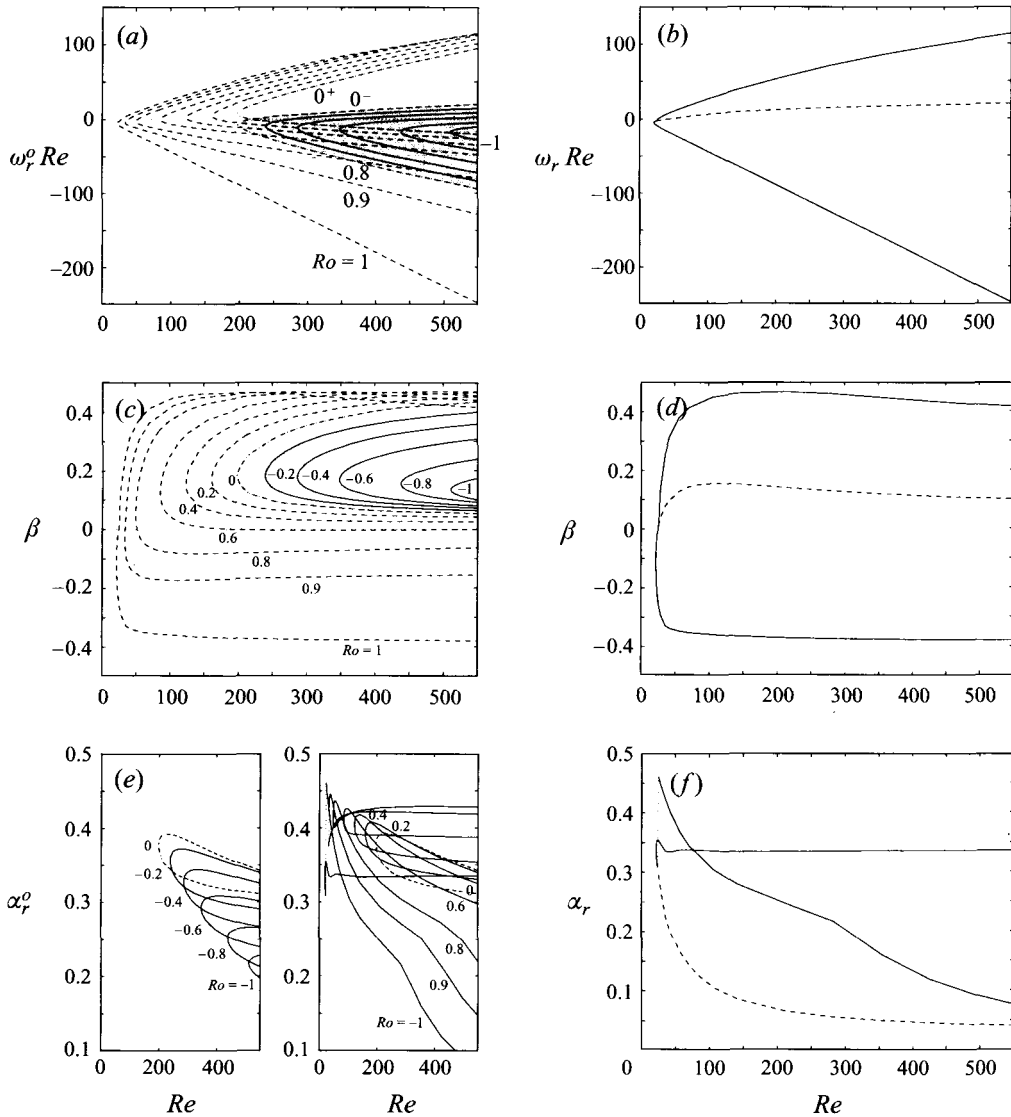 (a)
100
0
−100
−200
ω_r^o Re
0⁺ 0⁻
−1
0.8
0.9
Ro = 1
0 100 200 300 400 500
(b)
100
0
−100
−200
ω_r Re
0 100 200 300 400 500
(c)
0.4
0.2
0
−0.2
−0.4
β
0 −0.2 −0.4 −0.6 −0.8 −1
0.2
0.4
0.6
0.8
0.9
Ro = 1
0 100 200 300 400 500
(d)
0.4
0.2
0
−0.2
−0.4
β
0 100 200 300 400 500
(e)
0.5
0.4
0.3
0.2
0.1
α_r^o
0
−0.2
−0.4
−0.6
−0.8
Ro = −1
0 200 400
Re
0.5
0.4
0.3
0.2
0.1
0.4
0.2
0
0.6
0.8
0.9
Ro = −1
0 200 400
Re
(f)
0.5
0.4
0.3
0.2
0.1
α_r
0 100 200 300 400 500
Re